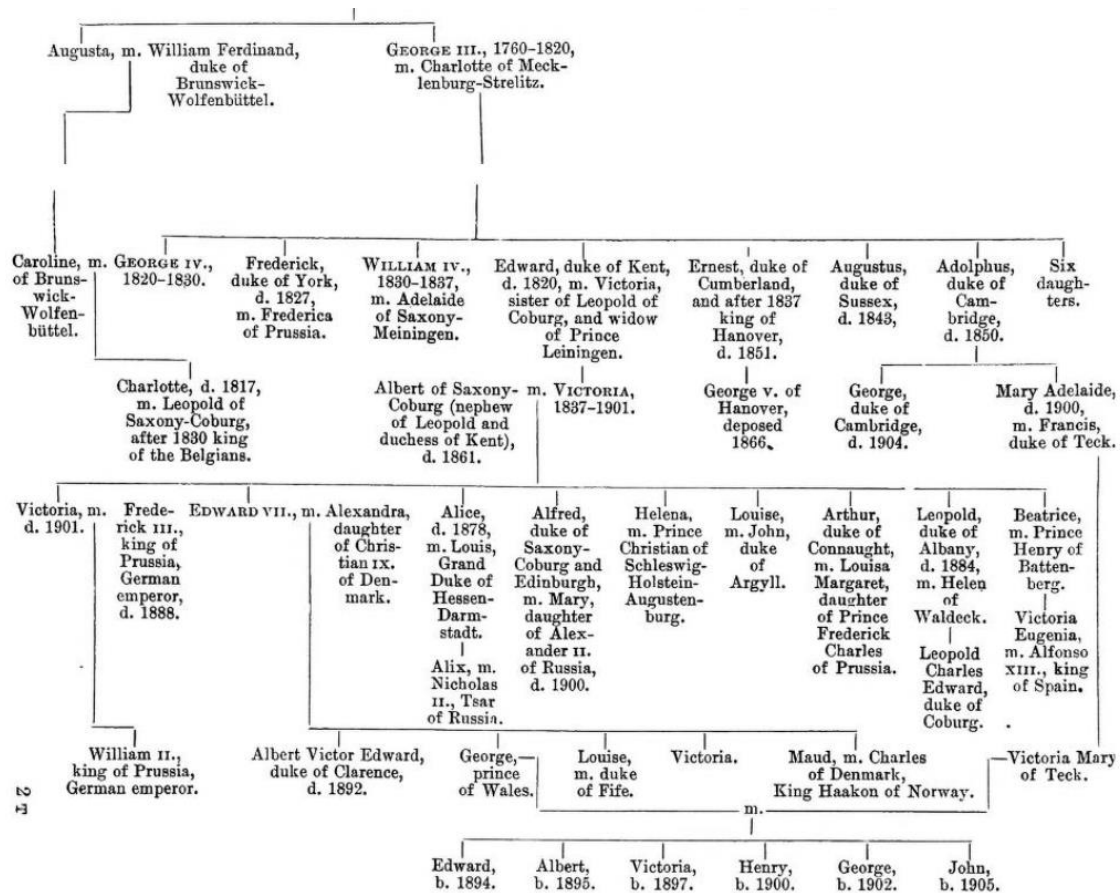 Augusta, m. William Ferdinand,
duke of
Brunswick-
Wolfenbüttel.
GEORGE III., 1760–1820,
m. Charlotte of Meck-
lenburg-Strelitz.
Caroline, m. GEORGE IV.,
of Bruns- 1820–1830.
wick-
Wolfen-
büttel.
Frederick,
duke of York,
d. 1827,
m. Frederica
of Prussia.
WILLIAM IV.,
1830–1837,
m. Adelaide
of Saxony-
Meiningen.
Edward, duke of Kent,
d. 1820, m. Victoria,
sister of Leopold of
Coburg, and widow
of Prince
Leiningen.
Ernest, duke of
Cumberland,
and after 1837
king of
Hanover,
d. 1851.
Augustus,
duke of
Sussex,
d. 1843,
Adolphus,
duke of
Cam-
bridge,
d. 1850.
Six
daugh-
ters.
Charlotte, d. 1817,
m. Leopold of
Saxony-Coburg,
after 1830 king
of the Belgians.
Albert of Saxony- m. VICTORIA,
Coburg (nephew 1837–1901.
of Leopold and
duchess of Kent),
d. 1861.
George V. of
Hanover,
deposed
1866.
George,
duke of
Cambridge,
d. 1904.
Mary Adelaide,
d. 1900,
m. Francis,
duke of Teck.
Victoria, m.
d. 1901.
Frede-
rick III.,
king of
Prussia,
German
emperor,
d. 1888.
EDWARD VII., m. Alexandra,
daughter
of Chris-
tian IX.
of Den-
mark.
Alice,
d. 1878,
m. Louis,
Grand
Duke of
Hessen-
Darm-
stadt.
Alix, m.
Nicholas
II., Tsar
of Russia.
Alfred,
duke of
Saxony-
Coburg and
Edinburgh,
m. Mary,
daughter
of Alex-
ander II.
of Russia,
d. 1900.
Helena,
m. Prince
Christian of
Schleswig-
Holstein-
Augusten-
burg.
Louise,
m. John,
duke
of
Argyll.
Arthur,
duke of
Connaught,
m. Louisa
Margaret,
daughter
of Prince
Frederick
Charles
of Prussia.
Leopold,
duke of
Albany,
d. 1884,
m. Helen
of
Waldeck.
Leopold
Charles
Edward,
duke of
Coburg.
Beatrice,
m. Prince
Henry of
Batten-
berg.
Victoria
Eugenia,
m. Alfonso
XIII., king
of Spain.
William II.,
king of Prussia,
German emperor.
Albert Victor Edward,
duke of Clarence,
d. 1892.
George,—
prince
of Wales.
Louise,
m. duke
of Fife.
Victoria.
Maud, m. Charles
of Denmark,
King Haakon of Norway.
—Victoria Mary
of Teck.
m.
2 T
Edward,
b. 1894.
Albert,
b. 1895.
Victoria,
b. 1897.
Henry,
b. 1900.
George,
b. 1902.
John,
b. 1905.